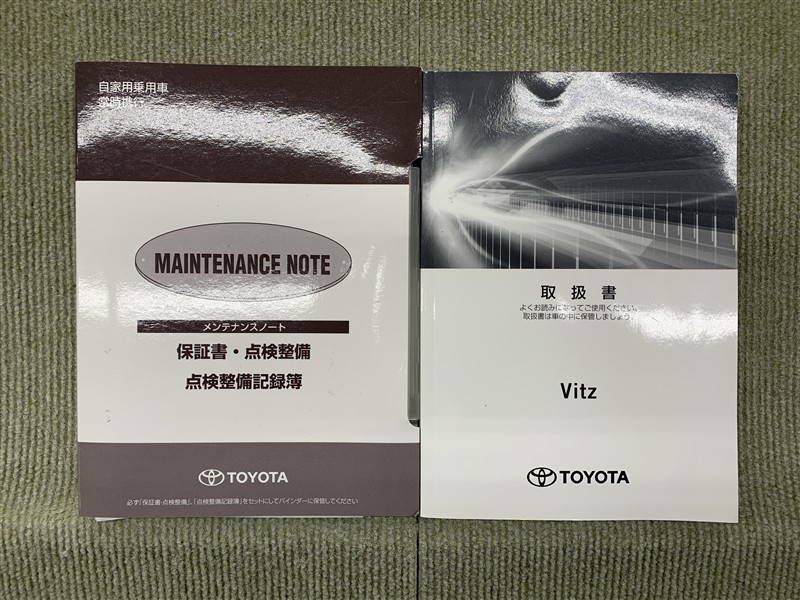 自家用乗用車
常時携行
MAINTENANCE NOTE
メンテナンスノート
保証書・点検整備
点検整備記録簿
TOYOTA
必ず「保証書・点検整備」、「点検整備記録簿」をセットにしてバインダーに保管してください
取扱書
よくお読みになってご使用ください。
取扱書は車の中に保管しましょう。
Vitz
TOYOTA